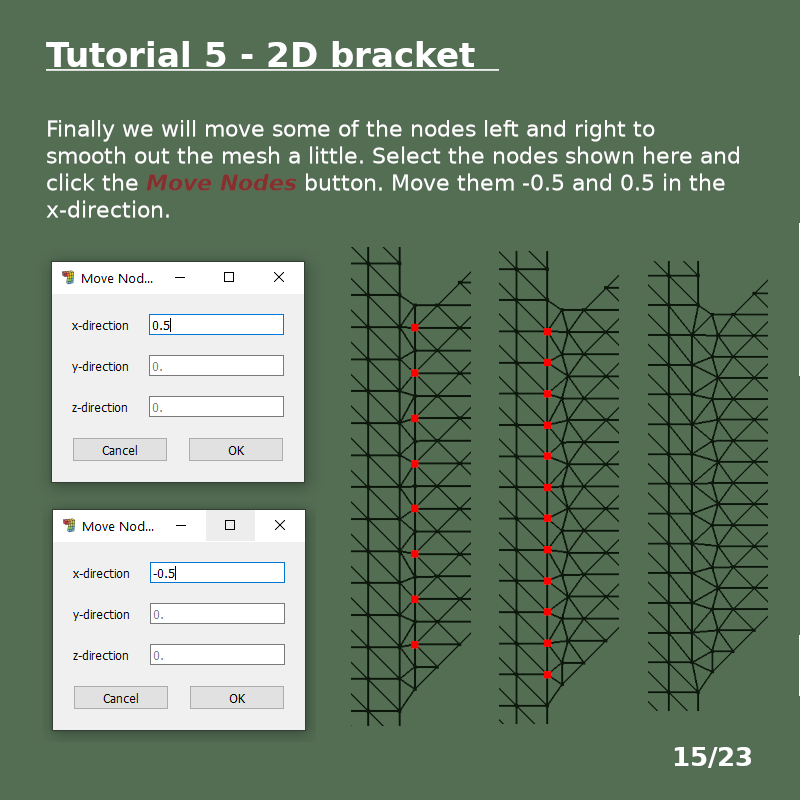 Tutorial 5 - 2D bracket
Finally we will move some of the nodes left and right to
smooth out the mesh a little. Select the nodes shown here and
click the Move Nodes button. Move them -0.5 and 0.5 in the
x-direction.
Move Nod...
x-direction 0.5
y-direction 0.
z-direction 0.
Cancel OK
Move Nod...
x-direction -0.5
y-direction 0.
z-direction 0.
Cancel OK
15/23